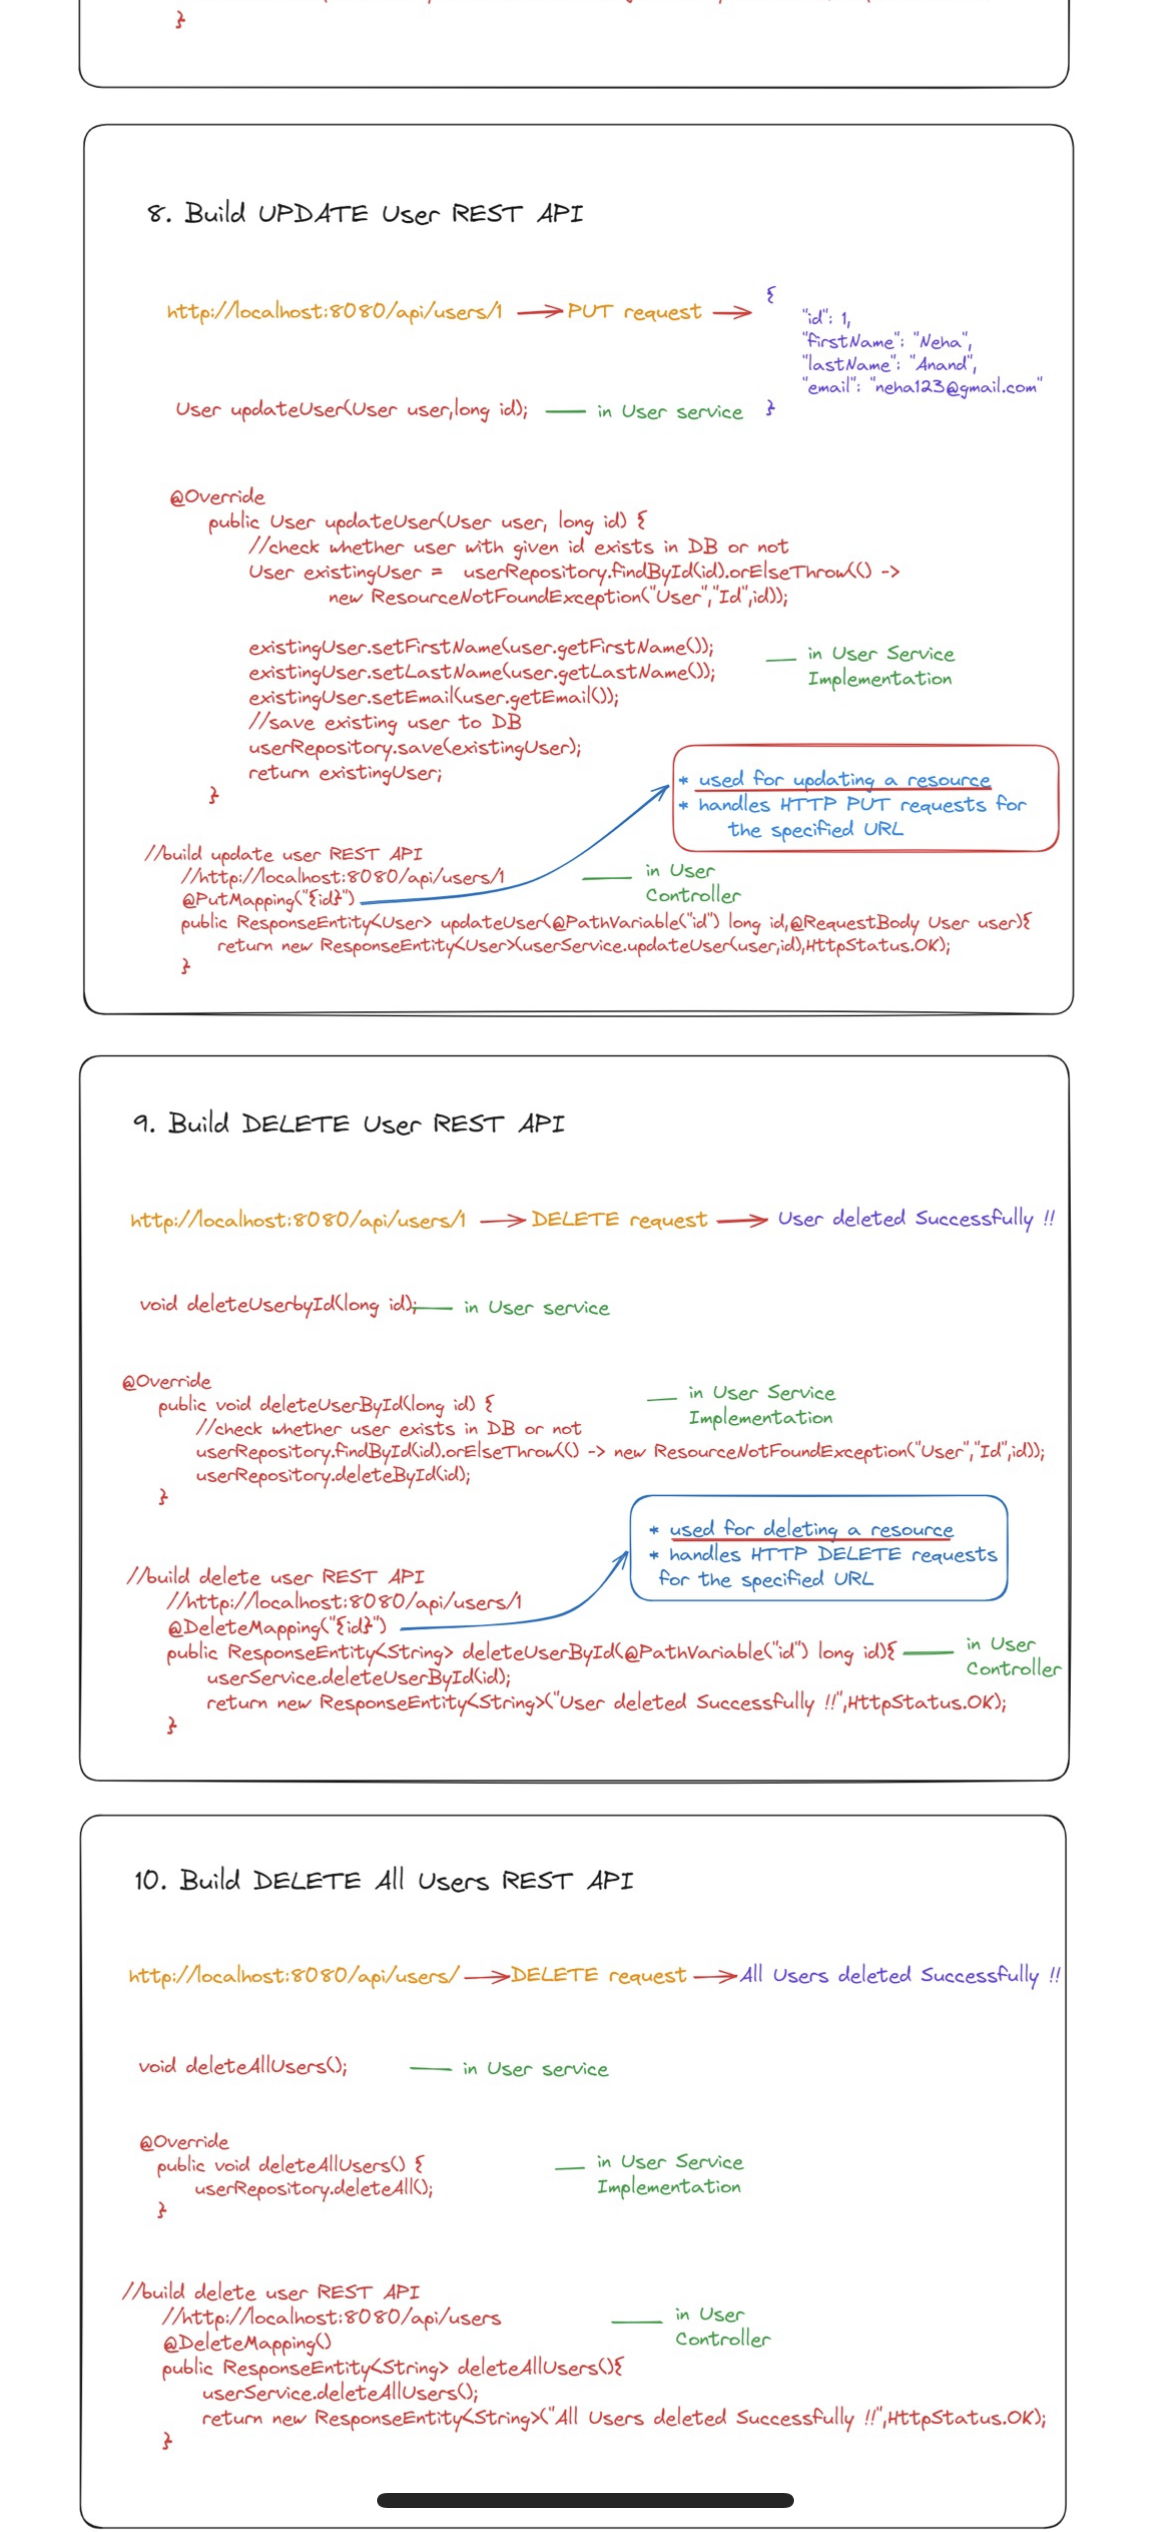 }
8. Build UPDATE User REST API
http://localhost:8080/api/users/1 PUT request {
"id": 1,
"firstName": "Neha",
"lastName": "Anand",
"email": "neha123@gmail.com"
}
User updateUser(User user,long id); in User service
@Override
public User updateUser(User user, long id) {
//check whether user with given id exists in DB or not
User existingUser = userRepository.findById(id).orElseThrow(() ->
new ResourceNotFoundException("User","Id",id));
existingUser.setFirstName(user.getFirstName());
existingUser.setLastName(user.getLastName());
existingUser.setEmail(user.getEmail());
//save existing user to DB
userRepository.save(existingUser);
return existingUser;
}
in User Service
Implementation
* used for updating a resource
* handles HTTP PUT requests for
the specified URL
//build update user REST API
//http://localhost:8080/api/users/1
@PutMapping("{id}")
public ResponseEntity<User> updateUser(@PathVariable("id") long id,@RequestBody User user){
return new ResponseEntity<User>(userService.updateUser(user,id),HttpStatus.OK);
}
in User
Controller
9. Build DELETE User REST API
http://localhost:8080/api/users/1 DELETE request User deleted Successfully !!
void deleteUserbyId(long id); in User service
@Override
public void deleteUserById(long id) {
//check whether user exists in DB or not
userRepository.findById(id).orElseThrow(() -> new ResourceNotFoundException("User","Id",id));
userRepository.deleteById(id);
}
in User Service
Implementation
* used for deleting a resource
* handles HTTP DELETE requests
for the specified URL
//build delete user REST API
//http://localhost:8080/api/users/1
@DeleteMapping("{id}")
public ResponseEntity<String> deleteUserById(@PathVariable("id") long id){
userService.deleteUserById(id);
return new ResponseEntity<String>("User deleted Successfully !!",HttpStatus.OK);
}
in User
Controller
10. Build DELETE All Users REST API
http://localhost:8080/api/users/ DELETE request All Users deleted Successfully !!
void deleteAllUsers(); in User service
@Override
public void deleteAllUsers() {
userRepository.deleteAll();
}
in User Service
Implementation
//build delete user REST API
//http://localhost:8080/api/users
@DeleteMapping()
public ResponseEntity<String> deleteAllUsers(){
userService.deleteAllUsers();
return new ResponseEntity<String>("All Users deleted Successfully !!",HttpStatus.OK);
}
in User
Controller